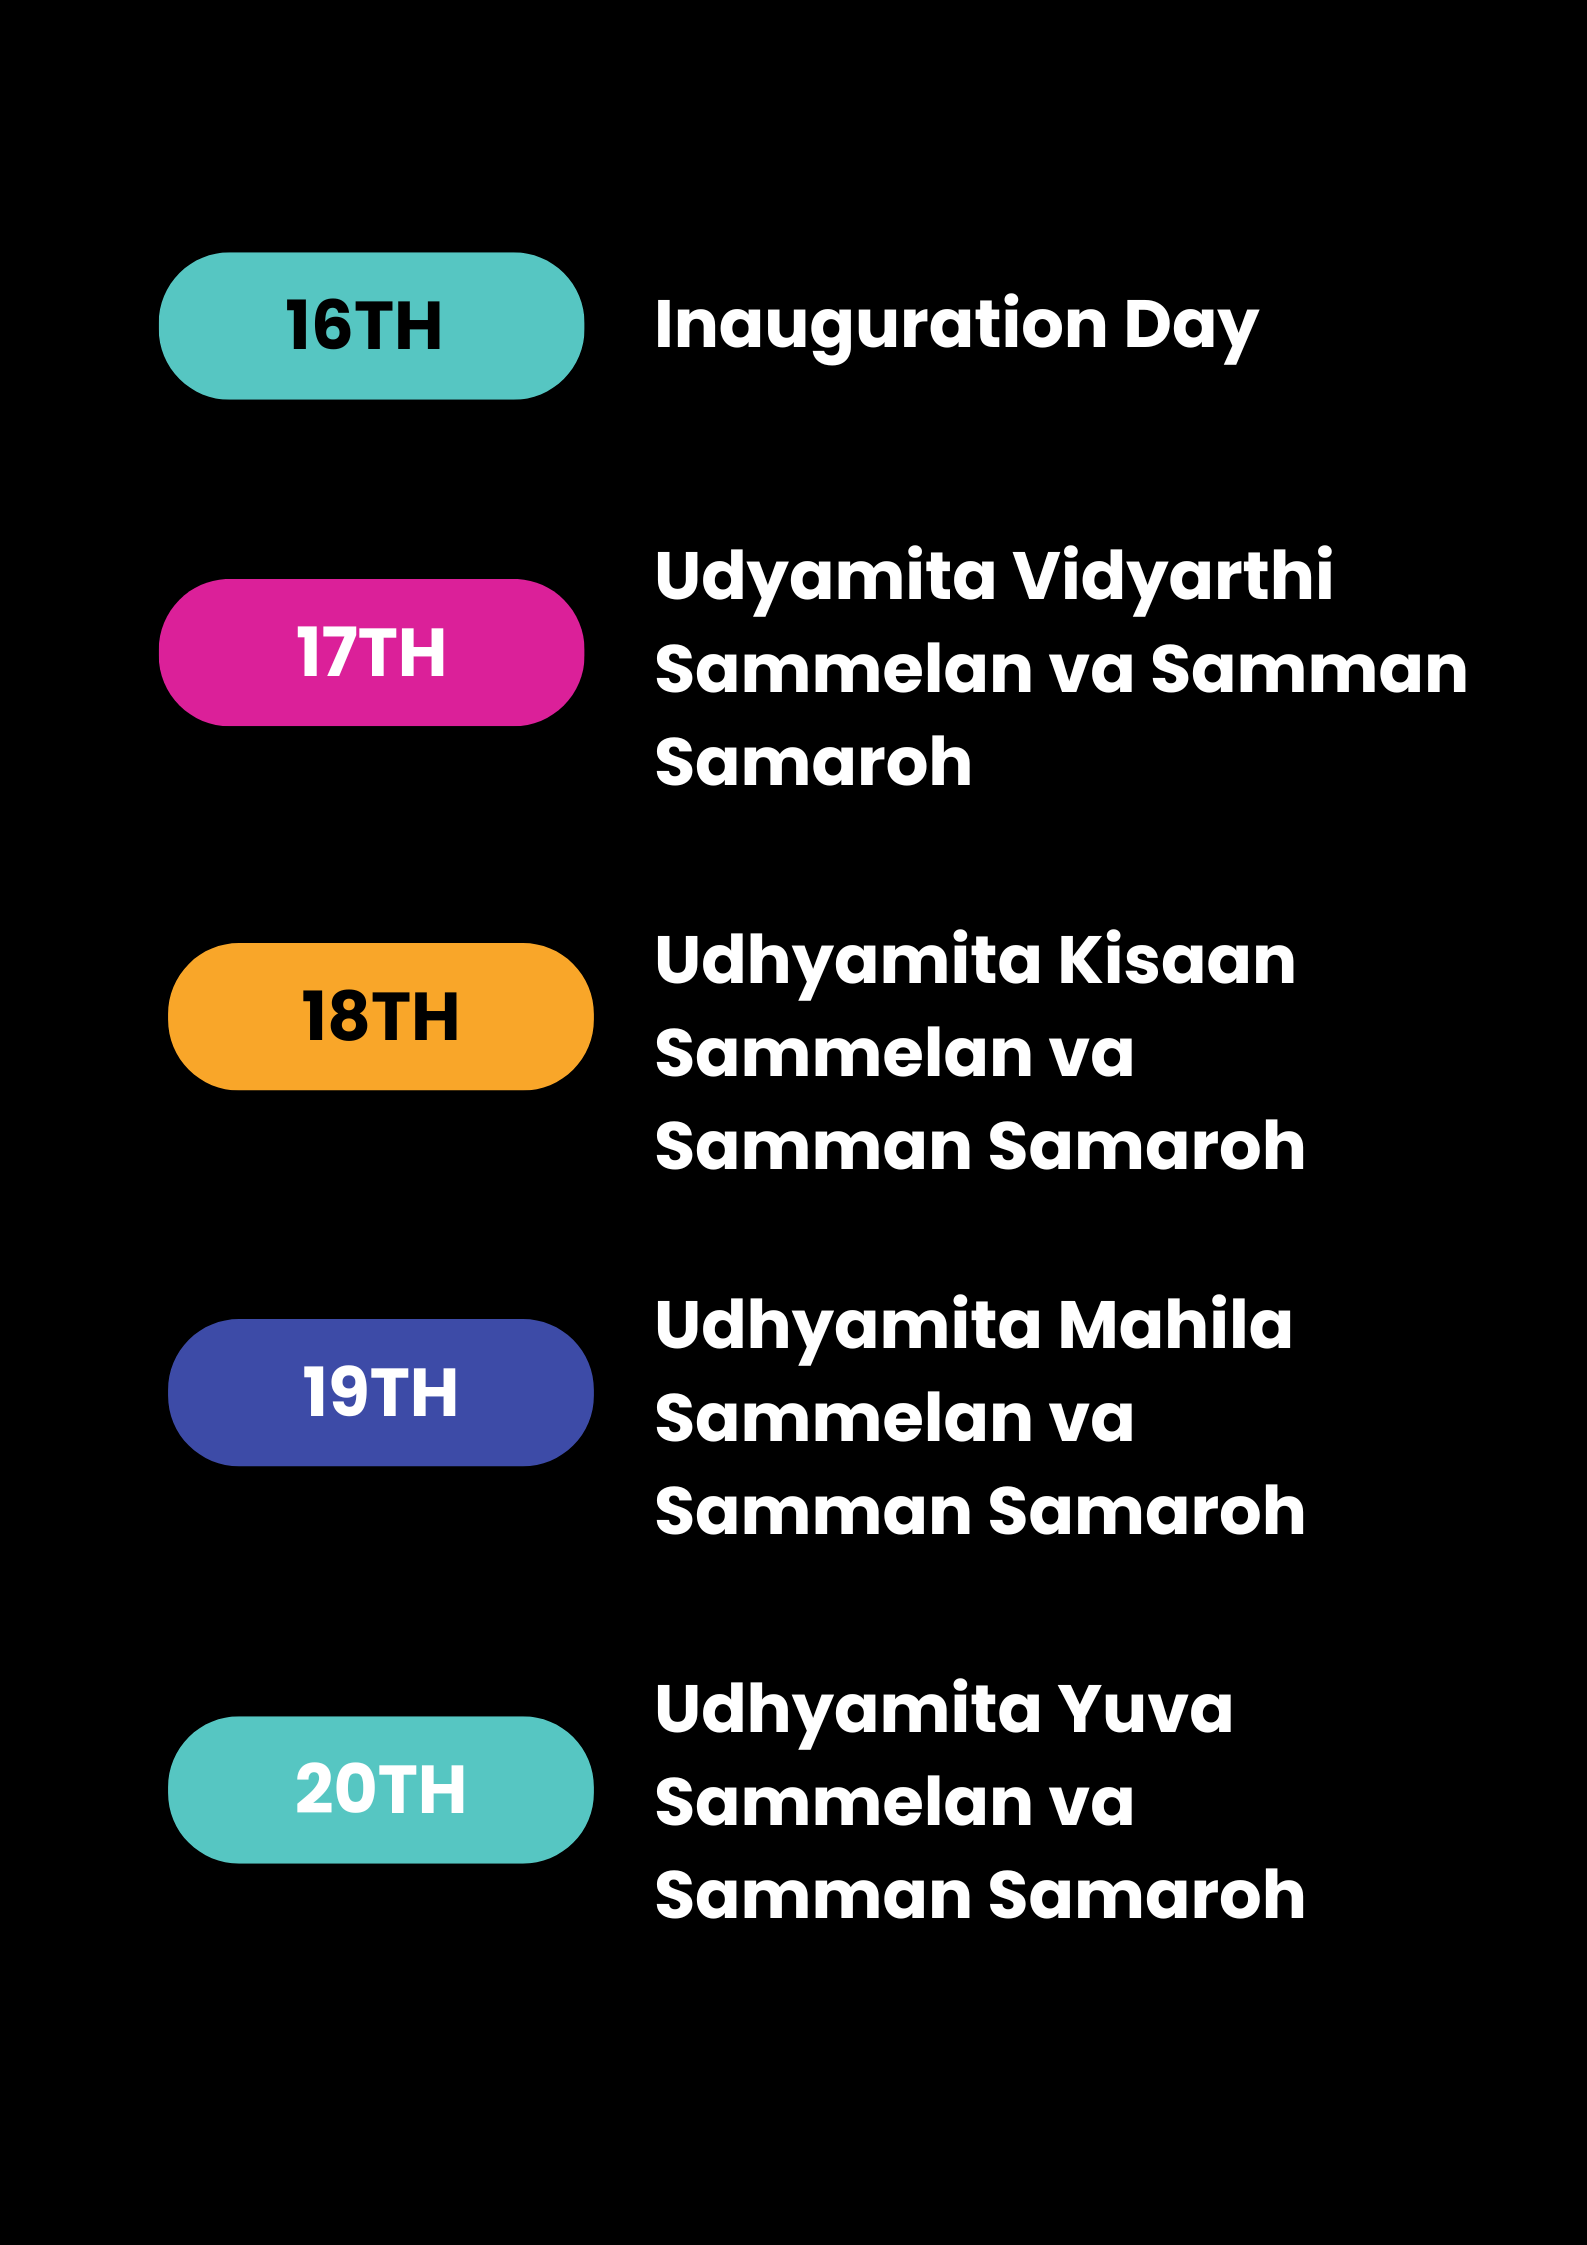 16TH
Inauguration Day
17TH
Udyamita Vidyarthi
Sammelan va Samman
Samaroh
18TH
Udhyamita Kisaan
Sammelan va
Samman Samaroh
19TH
Udhyamita Mahila
Sammelan va
Samman Samaroh
20TH
Udhyamita Yuva
Sammelan va
Samman Samaroh